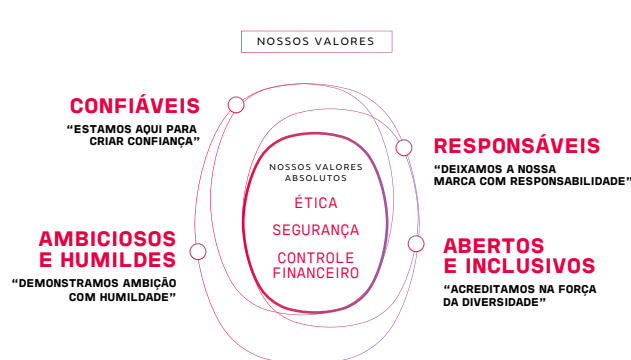 NOSSOS VALORES
CONFIÁVEIS
“ESTAMOS AQUI PARA
CRIAR CONFIANÇA”
RESPONSÁVEIS
“DEIXAMOS A NOSSA
MARCA COM RESPONSABILIDADE”
NOSSOS VALORES
ABSOLUTOS
ÉTICA
SEGURANÇA
CONTROLE
FINANCEIRO
AMBICIOSOS
E HUMILDES
“DEMONSTRAMOS AMBIÇÃO
COM HUMILDADE”
ABERTOS
E INCLUSIVOS
“ACREDITAMOS NA FORÇA
DA DIVERSIDADE”